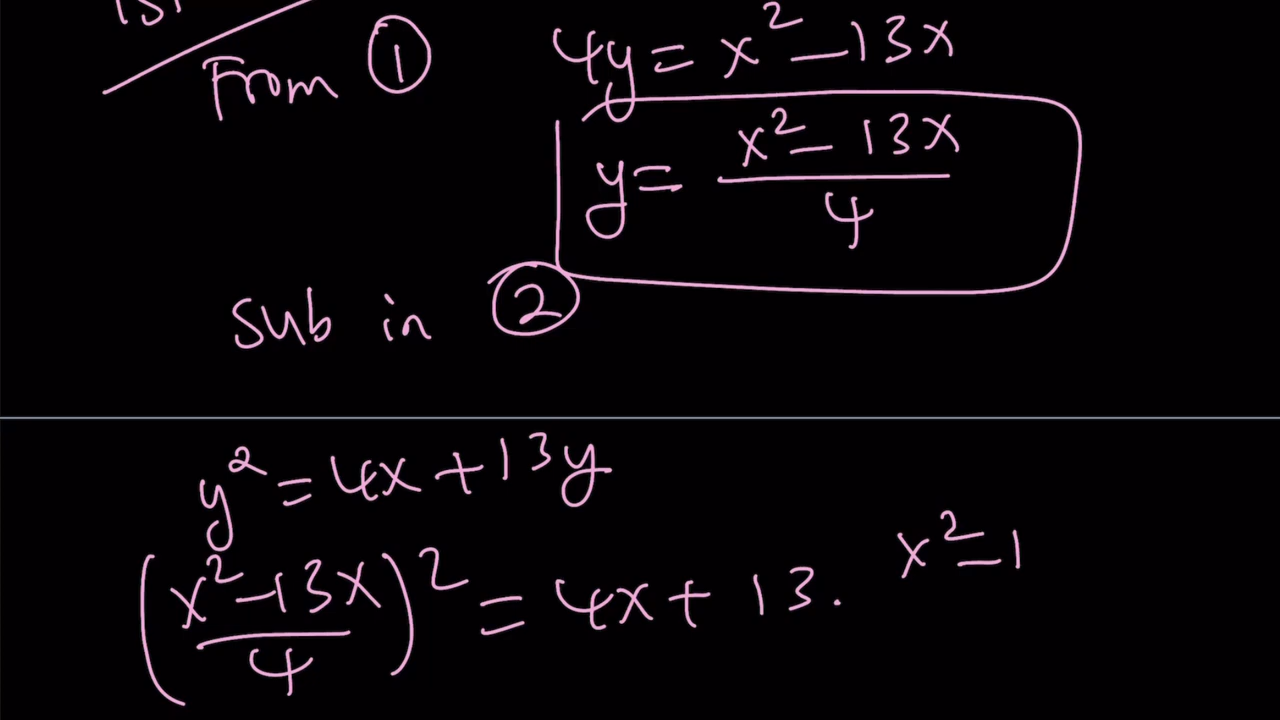 1st
From ① 4y = x² – 13x
y = (x² – 13x)/4
Sub in ②
y² = 4x + 13y
((x² – 13x)/4)² = 4x + 13 . x² – 1